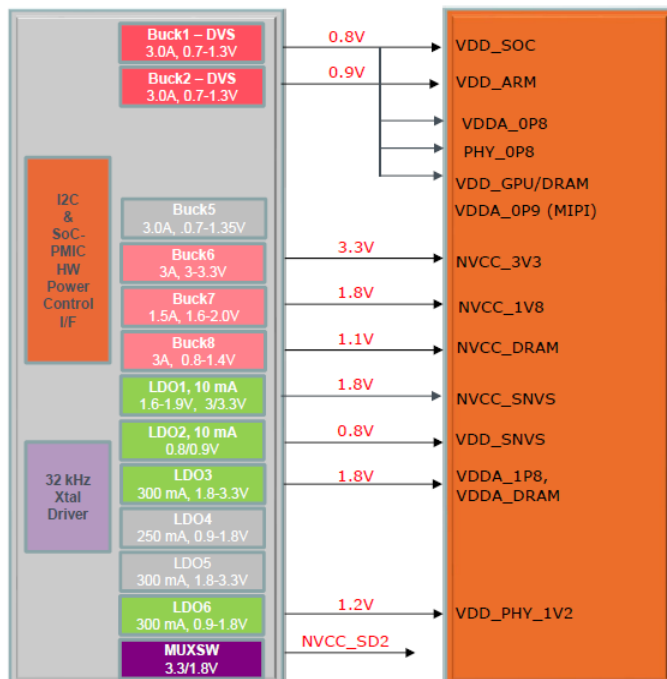 Buck1 – DVS
3.0A, 0.7-1.3V
0.8V
VDD_SOC
Buck2 – DVS
3.0A, 0.7-1.3V
0.9V
VDD_ARM
VDDA_0P8
PHY_0P8
VDD_GPU/DRAM
VDDA_0P9 (MIPI)
I2C
&
SoC-
PMIC
HW
Power
Control
I/F
Buck5
3.0A, .0.7-1.35V
Buck6
3A, 3-3.3V
3.3V
NVCC_3V3
Buck7
1.5A, 1.6-2.0V
1.8V
NVCC_1V8
Buck8
3A, 0.8-1.4V
1.1V
NVCC_DRAM
LDO1, 10 mA
1.6-1.9V, 3/3.3V
1.8V
NVCC_SNVS
LDO2, 10 mA
0.8/0.9V
0.8V
VDD_SNVS
32 kHz
Xtal
Driver
LDO3
300 mA, 1.8-3.3V
1.8V
VDDA_1P8,
VDDA_DRAM
LDO4
250 mA, 0.9-1.8V
LDO5
300 mA, 1.8-3.3V
LDO6
300 mA, 0.9-1.8V
1.2V
VDD_PHY_1V2
MUXSW
3.3/1.8V
NVCC_SD2